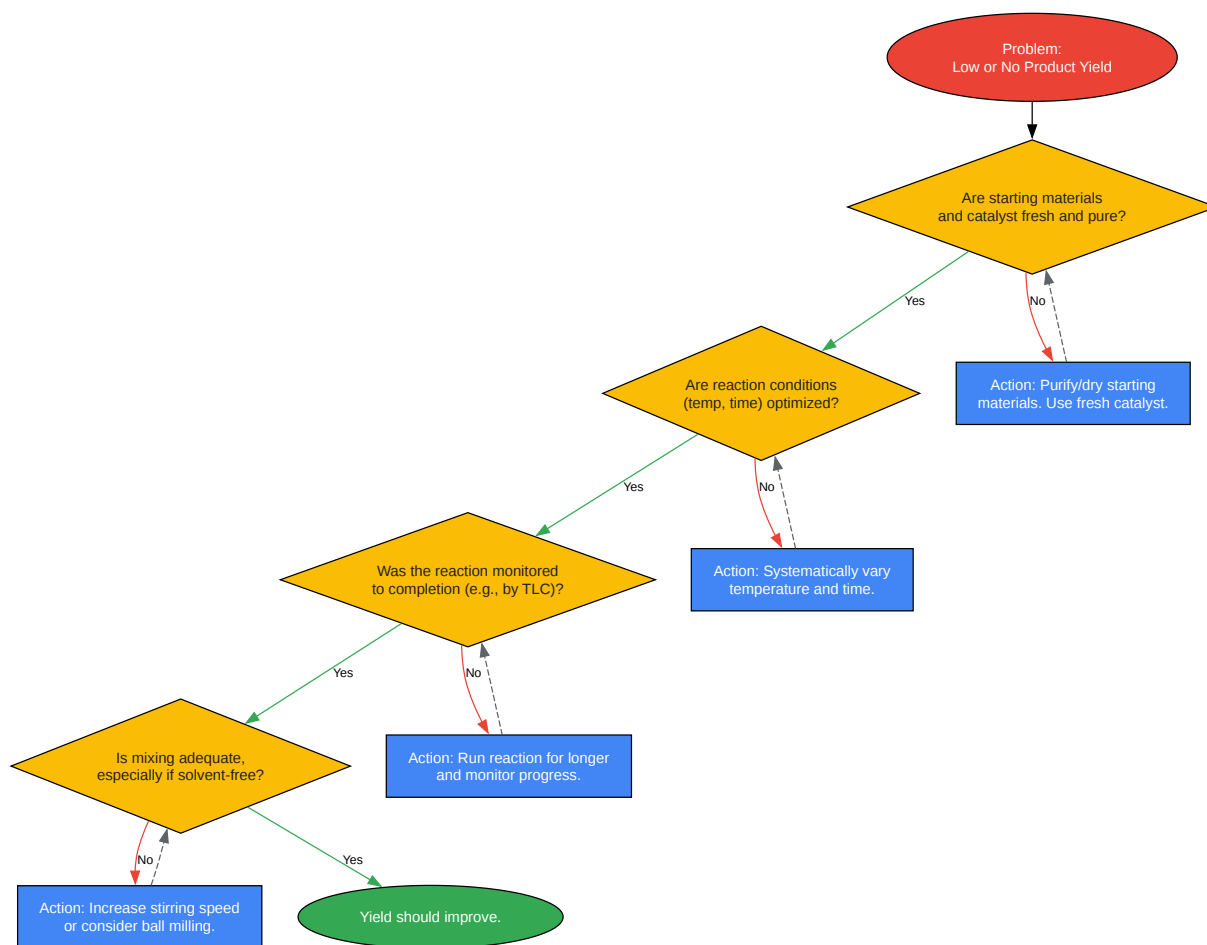 Problem:
Low or No Product Yield
Are starting materials
and catalyst fresh and pure?
Yes
No
Action: Purify/dry starting
materials. Use fresh catalyst.
Are reaction conditions
(temp, time) optimized?
Yes
No
Action: Systematically vary
temperature and time.
Was the reaction monitored
to completion (e.g., by TLC)?
Yes
No
Action: Run reaction for longer
and monitor progress.
Is mixing adequate,
especially if solvent-free?
No
Yes
Action: Increase stirring speed
or consider ball milling.
Yield should improve.